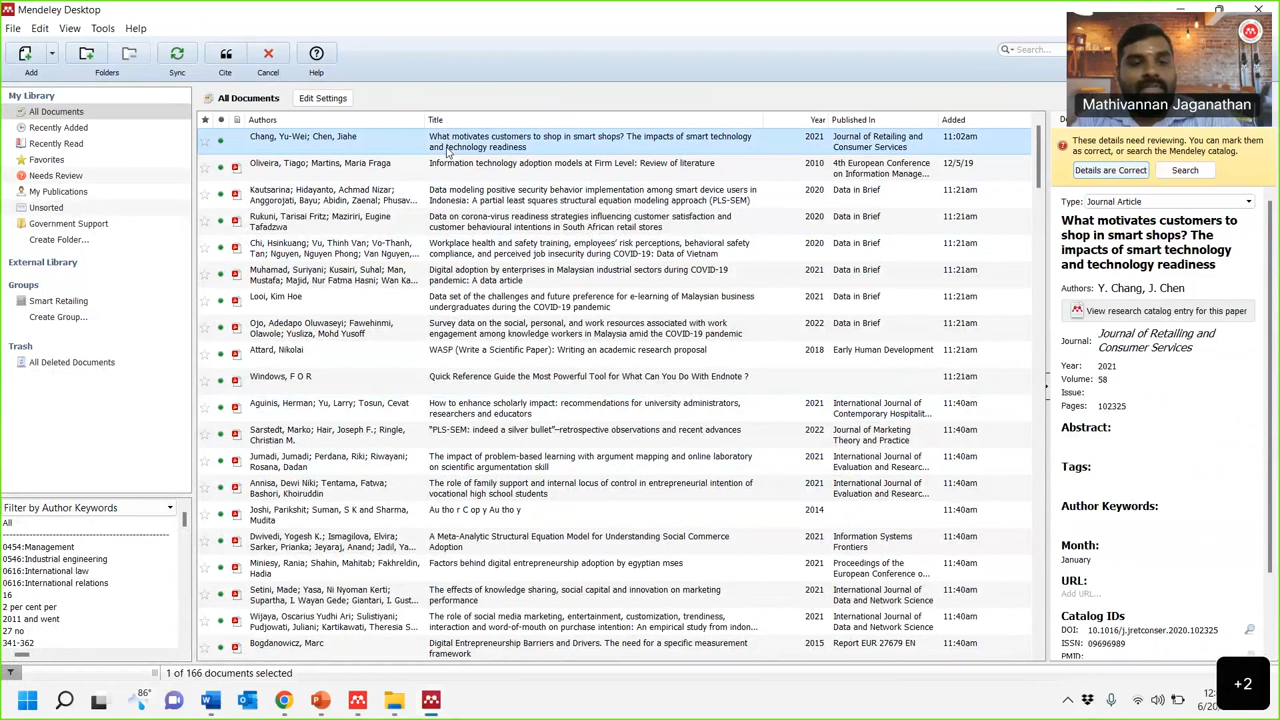 Mendeley Desktop
File Edit View Tools Help
Add Folders Sync Cite Cancel Help
Search...
Mathivannan Jaganathan
My Library
All Documents
Recently Added
Recently Read
Favorites
Needs Review
My Publications
Unsorted
Government Support
Create Folder...
External Library
Groups
Smart Retailing
Create Group...
Trash
All Deleted Documents
Filter by Author Keywords
All
0454:Management
0546:Industrial engineering
0616:International law
0616:International relations
16
2 per cent per
2011 and went
27 no
341-362
All Documents Edit Settings
Authors Title Year Published In Added
Chang, Yu-Wei; Chen, Jiahe What motivates customers to shop in smart shops? The impacts of smart technology 2021 Journal of Retailing and 11:02am
and technology readiness Consumer Services
Oliveira, Tiago; Martins, Maria Fraga Information technology adoption models at Firm Level: Review of literature 2010 4th European Conference 12/5/19
on Information Manage...
Kautsarina; Hidayanto, Achmad Nizar; Data modeling positive security behavior implementation among smart device users in 2020 Data in Brief 11:21am
Anggorojati, Bayu; Abidin, Zaenal; Phusav... Indonesia: A partial least squares structural equation modeling approach (PLS-SEM)
Rukuni, Tarisai Fritz; Maziriri, Eugine Data on corona-virus readiness strategies influencing customer satisfaction and 2020 Data in Brief 11:21am
Tafadzwa customer behavioural intentions in South African retail stores
Chi, Hsinkuang; Vu, Thinh Van; Vo-Thanh, Workplace health and safety training, employees' risk perceptions, behavioral safety 2020 Data in Brief 11:21am
Tan; Nguyen, Nguyen Phong; Van Nguyen,... compliance, and perceived job insecurity during COVID-19: Data of Vietnam
Muhamad, Suriyani; Kusairi, Suhal; Man, Digital adoption by enterprises in Malaysian industrial sectors during COVID-19 2021 Data in Brief 11:21am
Mustafa; Majid, Nur Fatma Hasni; Wan Ka... pandemic: A data article
Looi, Kim Hoe Data set of the challenges and future preference for e-learning of Malaysian business 2021 Data in Brief 11:21am
undergraduates during the COVID-19 pandemic
Ojo, Adedapo Oluwaseyi; Fawehinmi, Survey data on the social, personal, and work resources associated with work 2022 Data in Brief 11:21am
Olawole; Yusliza, Mohd Yusoff engagement among knowledge workers in Malaysia amid the COVID-19 pandemic
Attard, Nikolai WASP (Write a Scientific Paper): Writing an academic research proposal 2018 Early Human Development 11:21am
Windows, F O R Quick Reference Guide the Most Powerful Tool for What Can You Do With Endnote ? 11:21am
Aguinis, Herman; Yu, Larry; Tosun, Cevat How to enhance scholarly impact: recommendations for university administrators, 2021 International Journal of 11:40am
researchers and educators Contemporary Hospitalit...
Sarstedt, Marko; Hair, Joseph F.; Ringle, "PLS-SEM: indeed a silver bullet"–retrospective observations and recent advances 2022 Journal of Marketing 11:40am
Christian M. Theory and Practice
Jumadi, Jumadi; Perdana, Riki; Riwayani; The impact of problem-based learning with argument mapping and online laboratory 2021 International Journal of 11:40am
Rosana, Dadan on scientific argumentation skill Evaluation and Researc...
Annisa, Dewi Niki; Tentama, Fatwa; The role of family support and internal locus of control in entrepreneurial intention of 2021 International Journal of 11:40am
Bashori, Khoiruddin vocational high school students Evaluation and Researc...
Joshi, Parikshit; Suman, S K and Sharma, Au tho r C op y Au tho y 2014 11:40am
Mudita
Dwivedi, Yogesh K.; Ismagilova, Elvira; A Meta-Analytic Structural Equation Model for Understanding Social Commerce Information Systems 11:40am
Sarker, Prianka; Jeyaraj, Anand; Jadil, Ya... Adoption Frontiers
Miniesy, Rania; Shahin, Mahitab; Fakhreldin, Factors behind digital entrepreneurship adoption by egyptian mses Proceedings of the 11:40am
Hadia European Conference o...
Setini, Made; Yasa, Ni Nyoman Kerti; The effects of knowledge sharing, social capital and innovation on marketing International Journal of 11:40am
Supartha, I. Wayan Gede; Giantari, I. Gust... performance Data and Network Science
Wijaya, Oscarius Yudhi Ari; Sulistiyani; The role of social media marketing, entertainment, customization, trendiness, International Journal of 11:40am
Pudjowati, Juliani; Kartikawati, Theresia S... interaction and word-of-mouth on purchase intention: An empirical study from indon... Data and Network Science
Bogdanowicz, Marc Digital Entrepreneurship Barriers and Drivers. The need for a specific measurement 2015 Report EUR 27679 EN 11:40am
framework
These details need reviewing. You can mark them
as correct, or search the Mendeley catalog.
Details are Correct Search
Type: Journal Article
What motivates customers to
shop in smart shops? The
impacts of smart technology
and technology readiness
Authors: Y. Chang, J. Chen
View research catalog entry for this paper
Journal: Journal of Retailing and
Consumer Services
Year: 2021
Volume: 58
Issue:
Pages: 102325
Abstract:
Tags:
Author Keywords:
Month:
January
URL:
Add URL...
Catalog IDs
DOI: 10.1016/j.jretconser.2020.102325
ISSN: 09696989
PMID:
1 of 166 documents selected
+2
86°